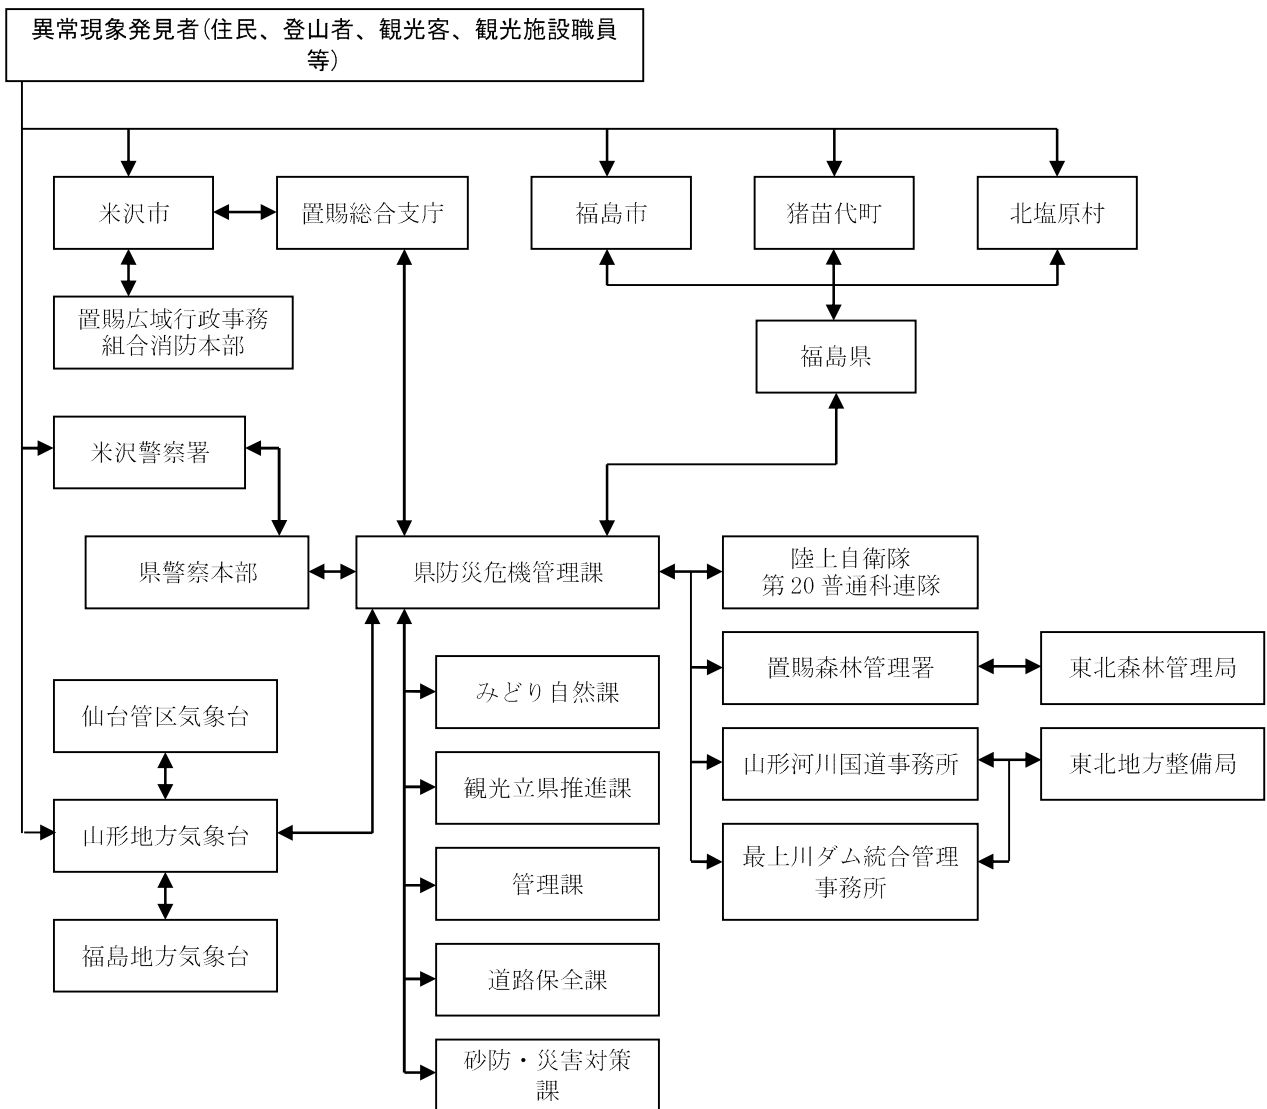 異常現象発見者(住民、登山者、観光客、観光施設職員
等)
米沢市
置賜総合支庁
福島市
猪苗代町
北塩原村
置賜広域行政事務
組合消防本部
福島県
米沢警察署
県警察本部
県防災危機管理課
陸上自衛隊
第 20 普通科連隊
置賜森林管理署
東北森林管理局
みどり自然課
仙台管区気象台
山形河川国道事務所
東北地方整備局
観光立県推進課
山形地方気象台
最上川ダム統合管理
事務所
管理課
福島地方気象台
道路保全課
砂防・災害対策
課